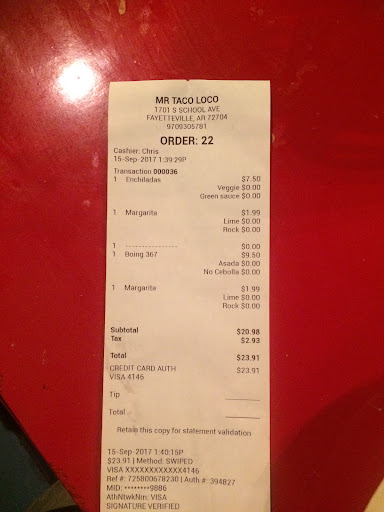 MR TACO LOCO
1701 S SCHOOL AVE
FAYETTEVILLE, AR 72704
9709305781
ORDER: 22
Cashier: Chris
15-Sep-2017 1:39:29P
Transaction 000036
1 Enchiladas $7.50
Veggie $0.00
Green sauce $0.00
1 Margarita $1.99
Lime $0.00
Rock $0.00
1 --------------- $0.00
1 Boing 367 $9.50
Asada $0.00
No Cebolla $0.00
1 Margarita $1.99
Lime $0.00
Rock $0.00
Subtotal $20.98
Tax $2.93
Total $23.91
CREDIT CARD AUTH $23.91
VISA 4146
Tip ________
Total ________
Retain this copy for statement validation
15-Sep-2017 1:40:15P
$23.91 | Method: SWIPED
VISA XXXXXXXXXXXX4146
Ref #: 725800678230 | Auth #: 394827
MID: ********9886
AthNtwkNm: VISA
SIGNATURE VERIFIED